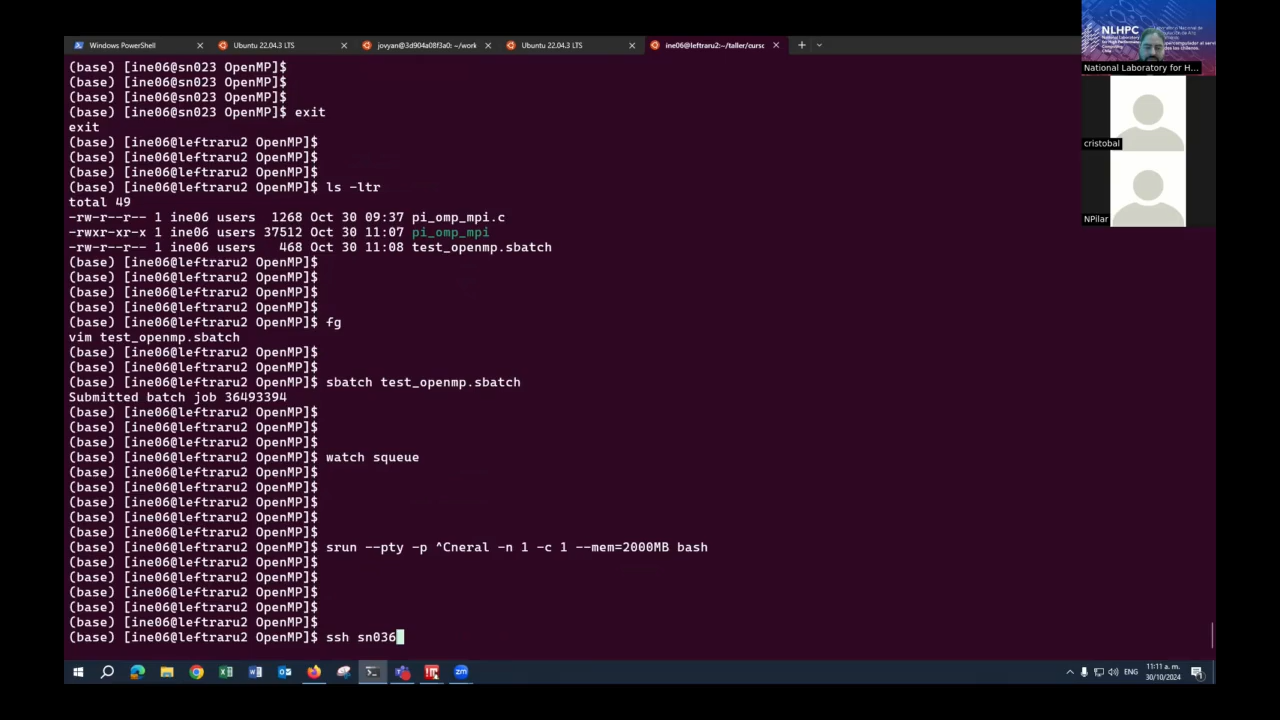 Windows PowerShell
Ubuntu 22.04.3 LTS
jovyan@3d904a08f3a0: ~/work
Ubuntu 22.04.3 LTS
ine06@leftraru2:~/taller/curso
(base) [ine06@sn023 OpenMP]$
(base) [ine06@sn023 OpenMP]$
(base) [ine06@sn023 OpenMP]$
(base) [ine06@sn023 OpenMP]$ exit
exit
(base) [ine06@leftraru2 OpenMP]$
(base) [ine06@leftraru2 OpenMP]$
(base) [ine06@leftraru2 OpenMP]$
(base) [ine06@leftraru2 OpenMP]$ ls -ltr
total 49
-rw-r--r-- 1 ine06 users  1268 Oct 30 09:37 pi_omp_mpi.c
-rwxr-xr-x 1 ine06 users 37512 Oct 30 11:07 pi_omp_mpi
-rw-r--r-- 1 ine06 users   468 Oct 30 11:08 test_openmp.sbatch
(base) [ine06@leftraru2 OpenMP]$
(base) [ine06@leftraru2 OpenMP]$
(base) [ine06@leftraru2 OpenMP]$
(base) [ine06@leftraru2 OpenMP]$
(base) [ine06@leftraru2 OpenMP]$ fg
vim test_openmp.sbatch
(base) [ine06@leftraru2 OpenMP]$
(base) [ine06@leftraru2 OpenMP]$
(base) [ine06@leftraru2 OpenMP]$ sbatch test_openmp.sbatch
Submitted batch job 36493394
(base) [ine06@leftraru2 OpenMP]$
(base) [ine06@leftraru2 OpenMP]$
(base) [ine06@leftraru2 OpenMP]$
(base) [ine06@leftraru2 OpenMP]$ watch squeue
(base) [ine06@leftraru2 OpenMP]$
(base) [ine06@leftraru2 OpenMP]$
(base) [ine06@leftraru2 OpenMP]$
(base) [ine06@leftraru2 OpenMP]$
(base) [ine06@leftraru2 OpenMP]$
(base) [ine06@leftraru2 OpenMP]$ srun --pty -p ^Cneral -n 1 -c 1 --mem=2000MB bash
(base) [ine06@leftraru2 OpenMP]$
(base) [ine06@leftraru2 OpenMP]$
(base) [ine06@leftraru2 OpenMP]$
(base) [ine06@leftraru2 OpenMP]$
(base) [ine06@leftraru2 OpenMP]$
(base) [ine06@leftraru2 OpenMP]$ ssh sn036
NLHPC
National Laboratory for H...
cristobal
NPilar
ENG
11:11 a. m.
30/10/2024